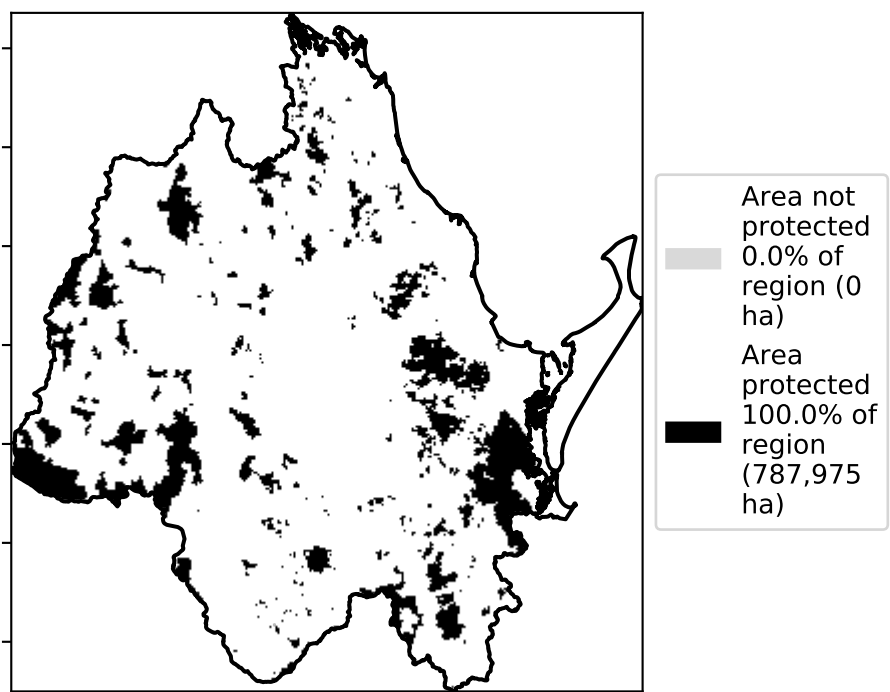 Area not
protected
0.0% of
region (0
ha)
Area
protected
100.0% of
region
(787,975
ha)